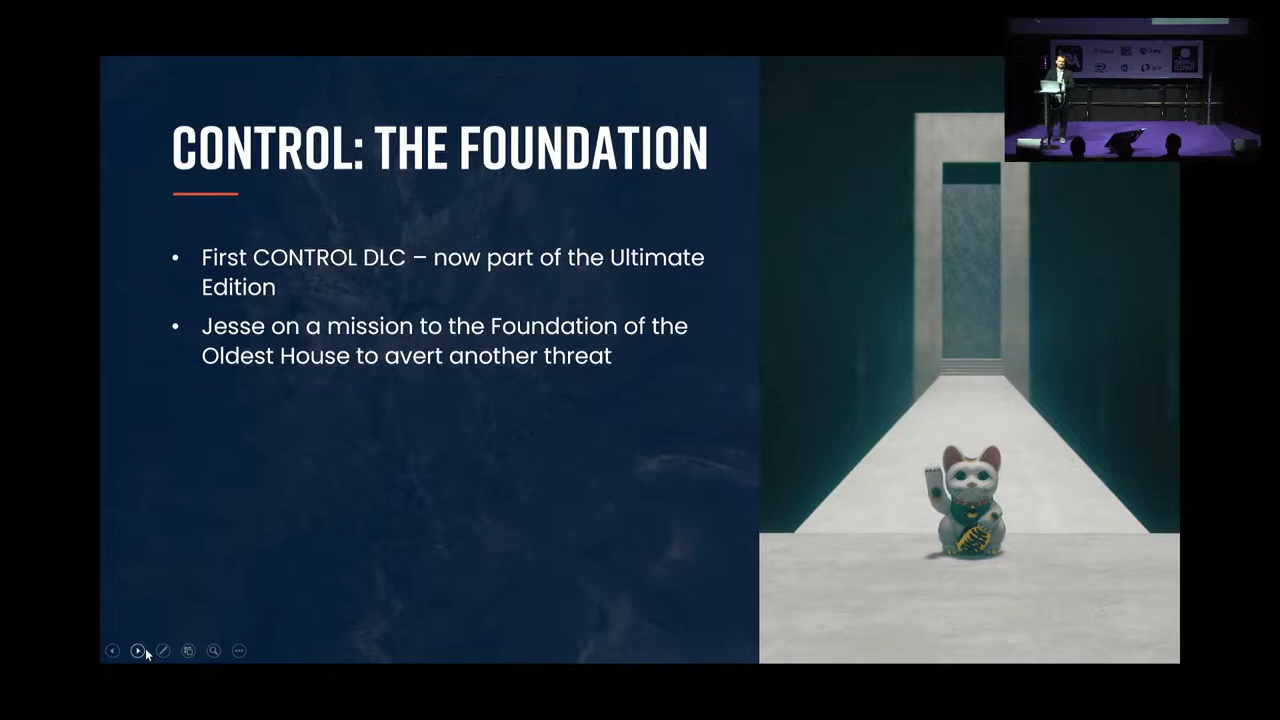 CONTROL: THE FOUNDATION
• First CONTROL DLC – now part of the Ultimate
Edition
• Jesse on a mission to the Foundation of the
Oldest House to avert another threat